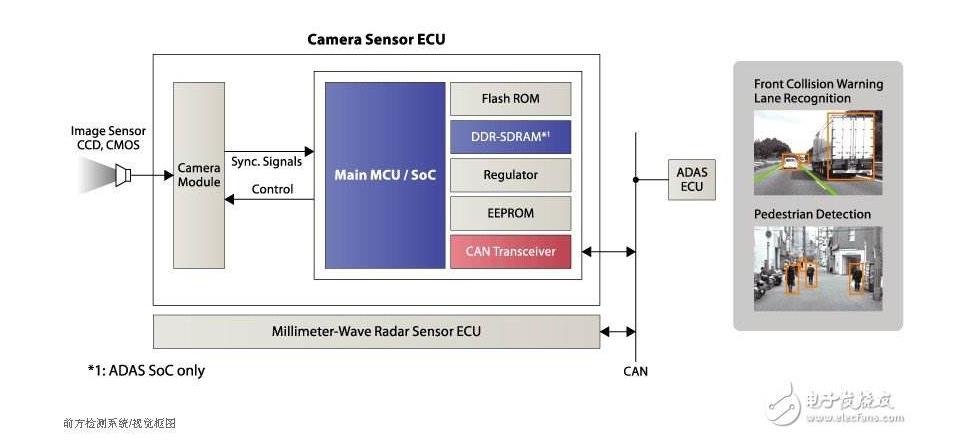 Camera Sensor ECU
Image Sensor
CCD, CMOS
Camera
Module
Sync. Signals
Control
Main MCU / SoC
Flash ROM
DDR-SDRAM*1
Regulator
EEPROM
CAN Transceiver
ADAS
ECU
Front Collision Warning
Lane Recognition
Pedestrian Detection
Millimeter-Wave Radar Sensor ECU
*1: ADAS SoC only
CAN
前方检测系统/视觉框图
电子发烧友
www.elecfans.com